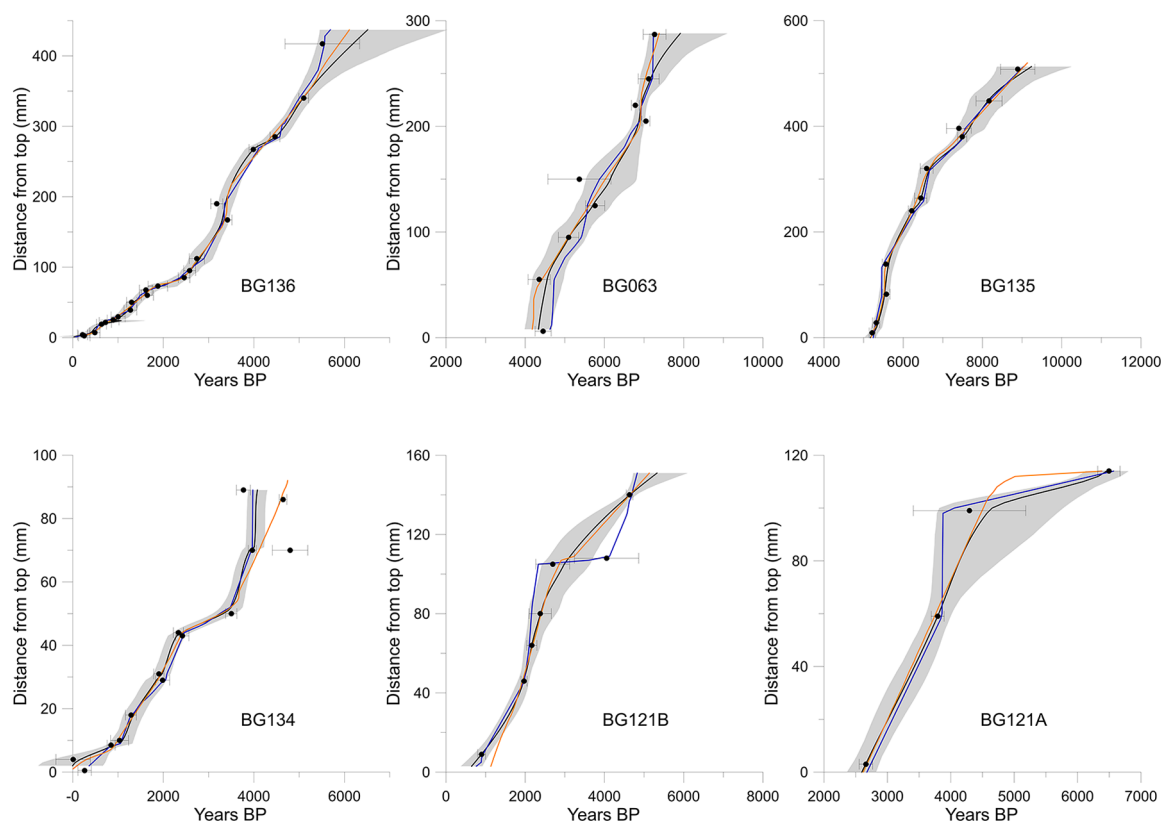 400
300
200
100
0
0 2000 4000 6000
Distance from top (mm)
Years BP
BG136
300
200
100
0
2000 4000 6000 8000 10000
Distance from top (mm)
Years BP
BG063
600
400
200
0
4000 6000 8000 10000 12000
Distance from top (mm)
Years BP
BG135
100
80
60
40
20
0
-0 2000 4000 6000
Distance from top (mm)
Years BP
BG134
160
120
80
40
0
0 2000 4000 6000 8000
Distance from top (mm)
Years BP
BG121B
120
80
40
0
2000 3000 4000 5000 6000 7000
Distance from top (mm)
Years BP
BG121A